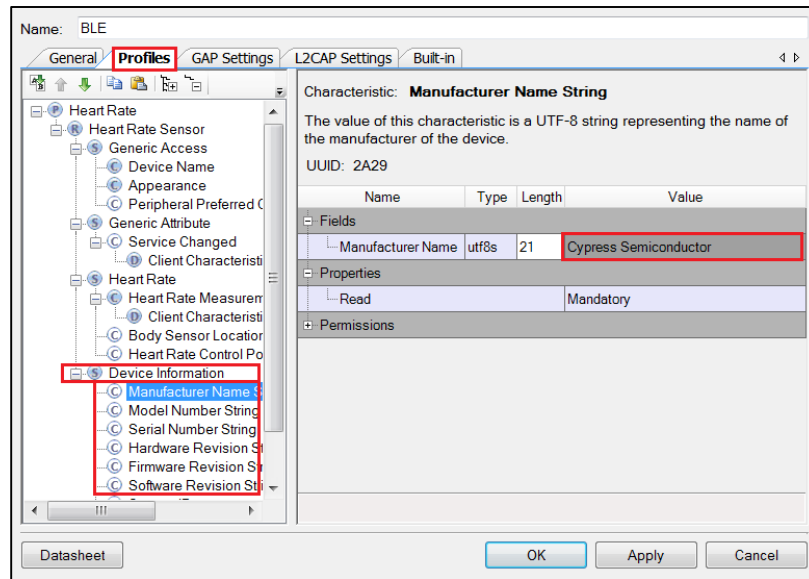 Name: BLE
General Profiles GAP Settings L2CAP Settings Built-in
Heart Rate
Heart Rate Sensor
Generic Access
Device Name
Appearance
Peripheral Preferred C
Generic Attribute
Service Changed
Client Characteristi
Heart Rate
Heart Rate Measurem
Client Characteristi
Body Sensor Location
Heart Rate Control Po
Device Information
Manufacturer Name S
Model Number String
Serial Number String
Hardware Revision St
Firmware Revision Str
Software Revision Stri
Characteristic: Manufacturer Name String
The value of this characteristic is a UTF-8 string representing the name of
the manufacturer of the device.
UUID: 2A29
Name Type Length Value
Fields
Manufacturer Name utf8s 21 Cypress Semiconductor
Properties
Read Mandatory
Permissions
Datasheet OK Apply Cancel